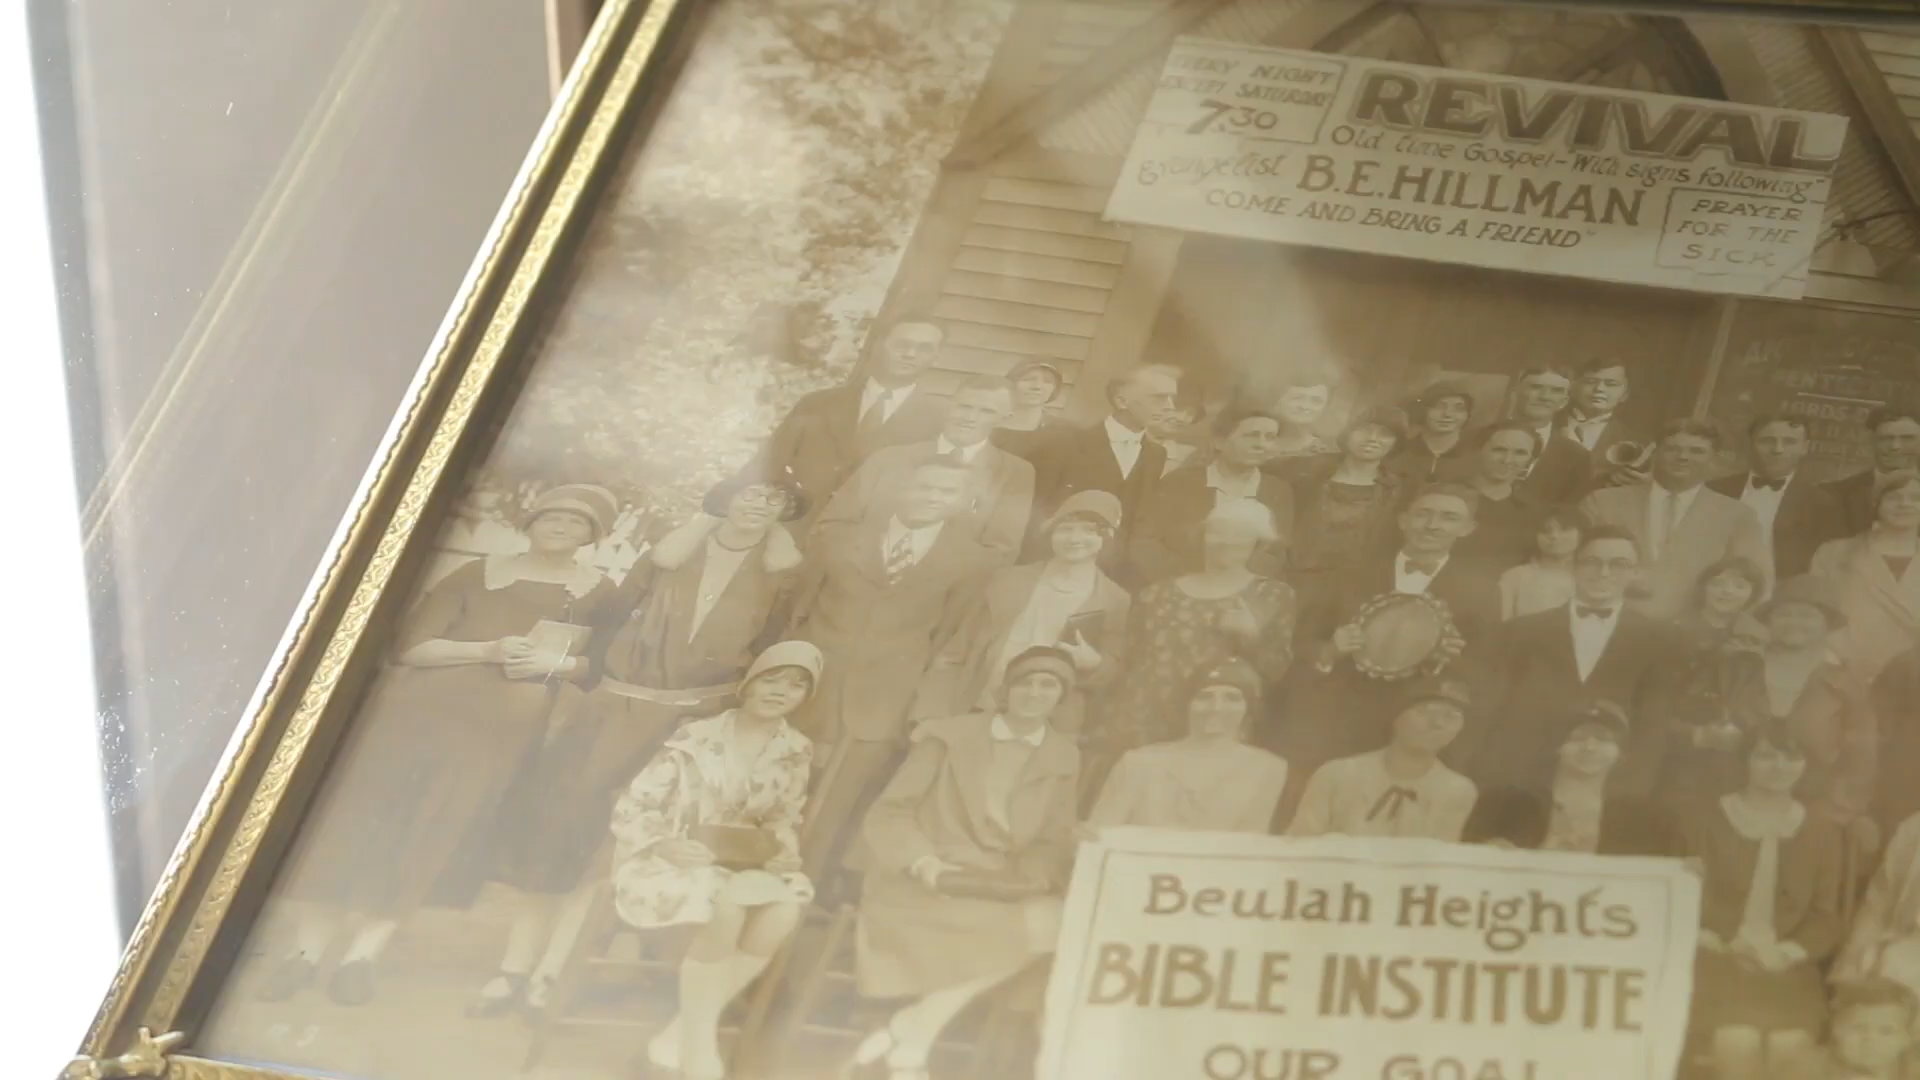 EVERY NIGHT
EXCEPT SATURDAY
7.30
REVIVAL
Old time Gospel-"With signs following"
Evangelist B.E.HILLMAN
COME AND BRING A FRIEND"
PRAYER
FOR THE
SICK
Beulah Heights
BIBLE INSTITUTE
OUR GOAL